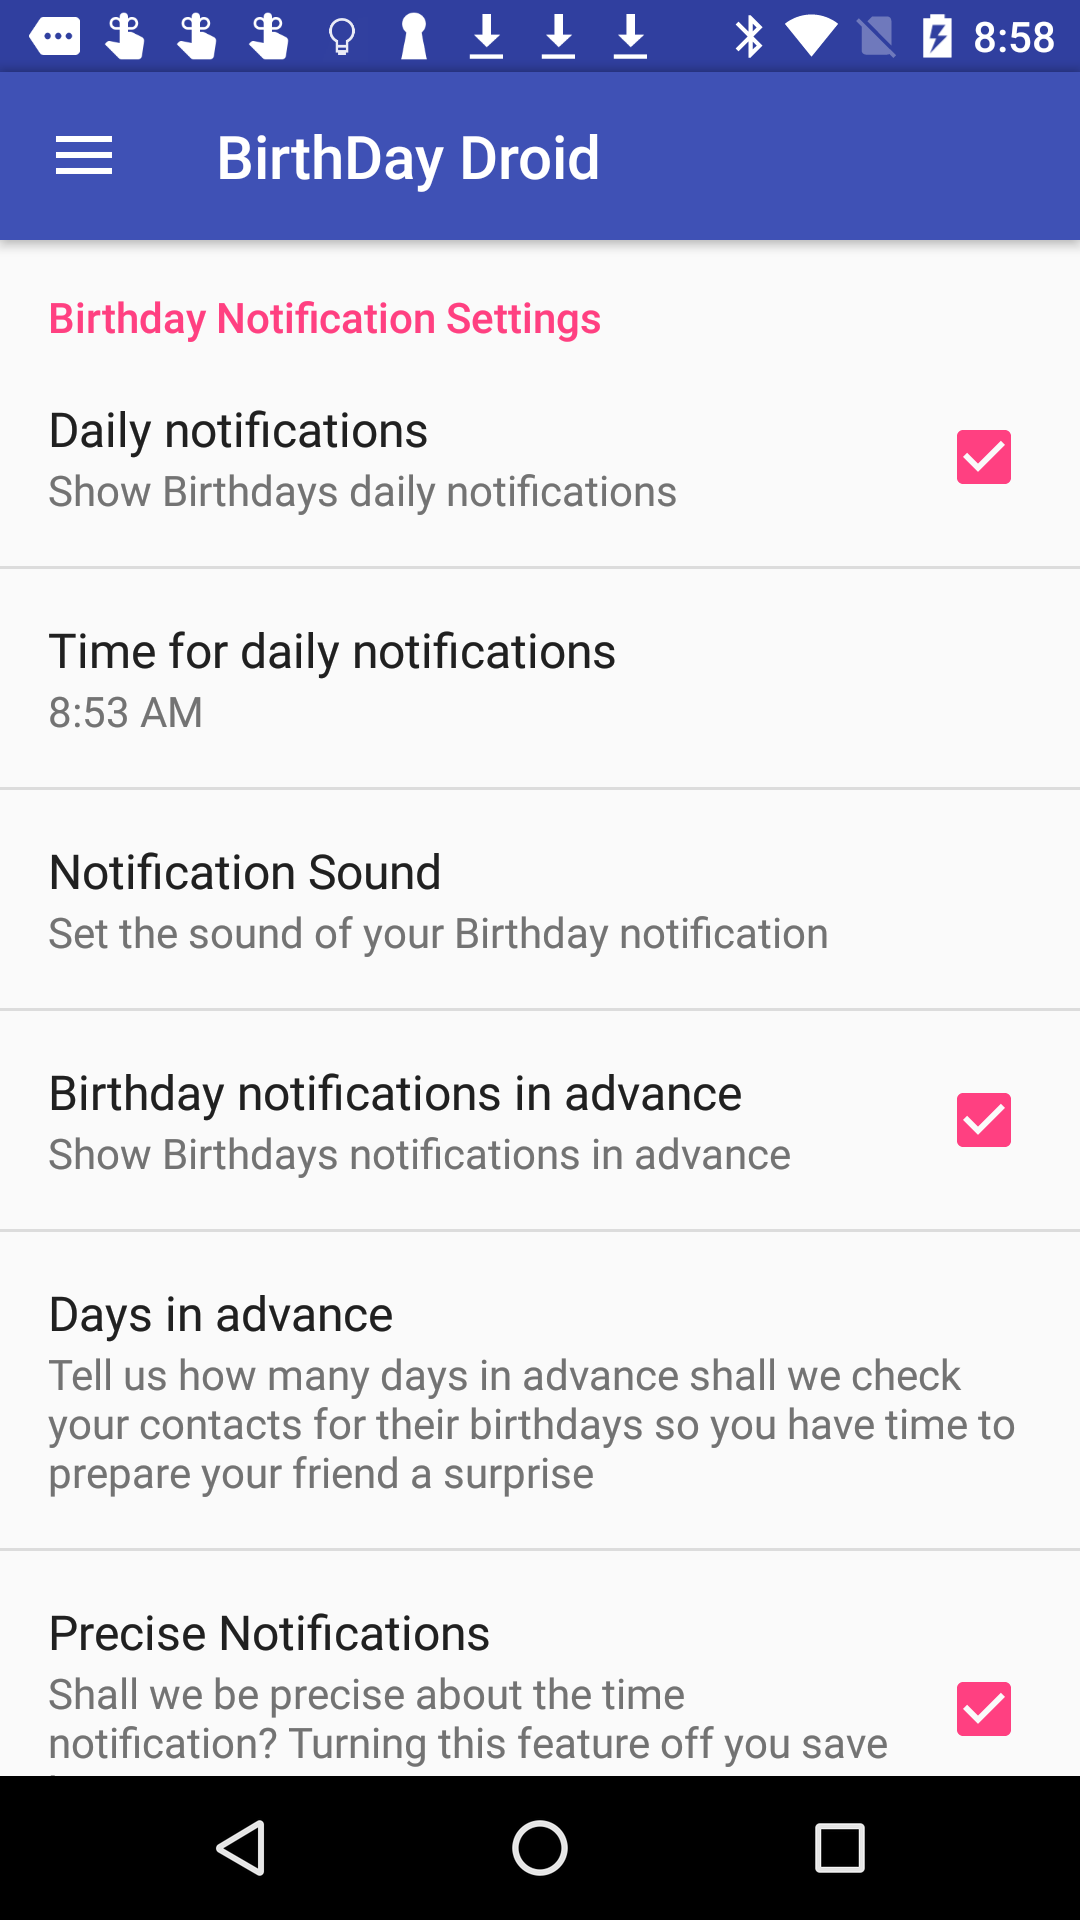 8:58
BirthDay Droid
Birthday Notification Settings
Daily notifications
Show Birthdays daily notifications
Time for daily notifications
8:53 AM
Notification Sound
Set the sound of your Birthday notification
Birthday notifications in advance
Show Birthdays notifications in advance
Days in advance
Tell us how many days in advance shall we check
your contacts for their birthdays so you have time to
prepare your friend a surprise
Precise Notifications
Shall we be precise about the time
notification? Turning this feature off you save